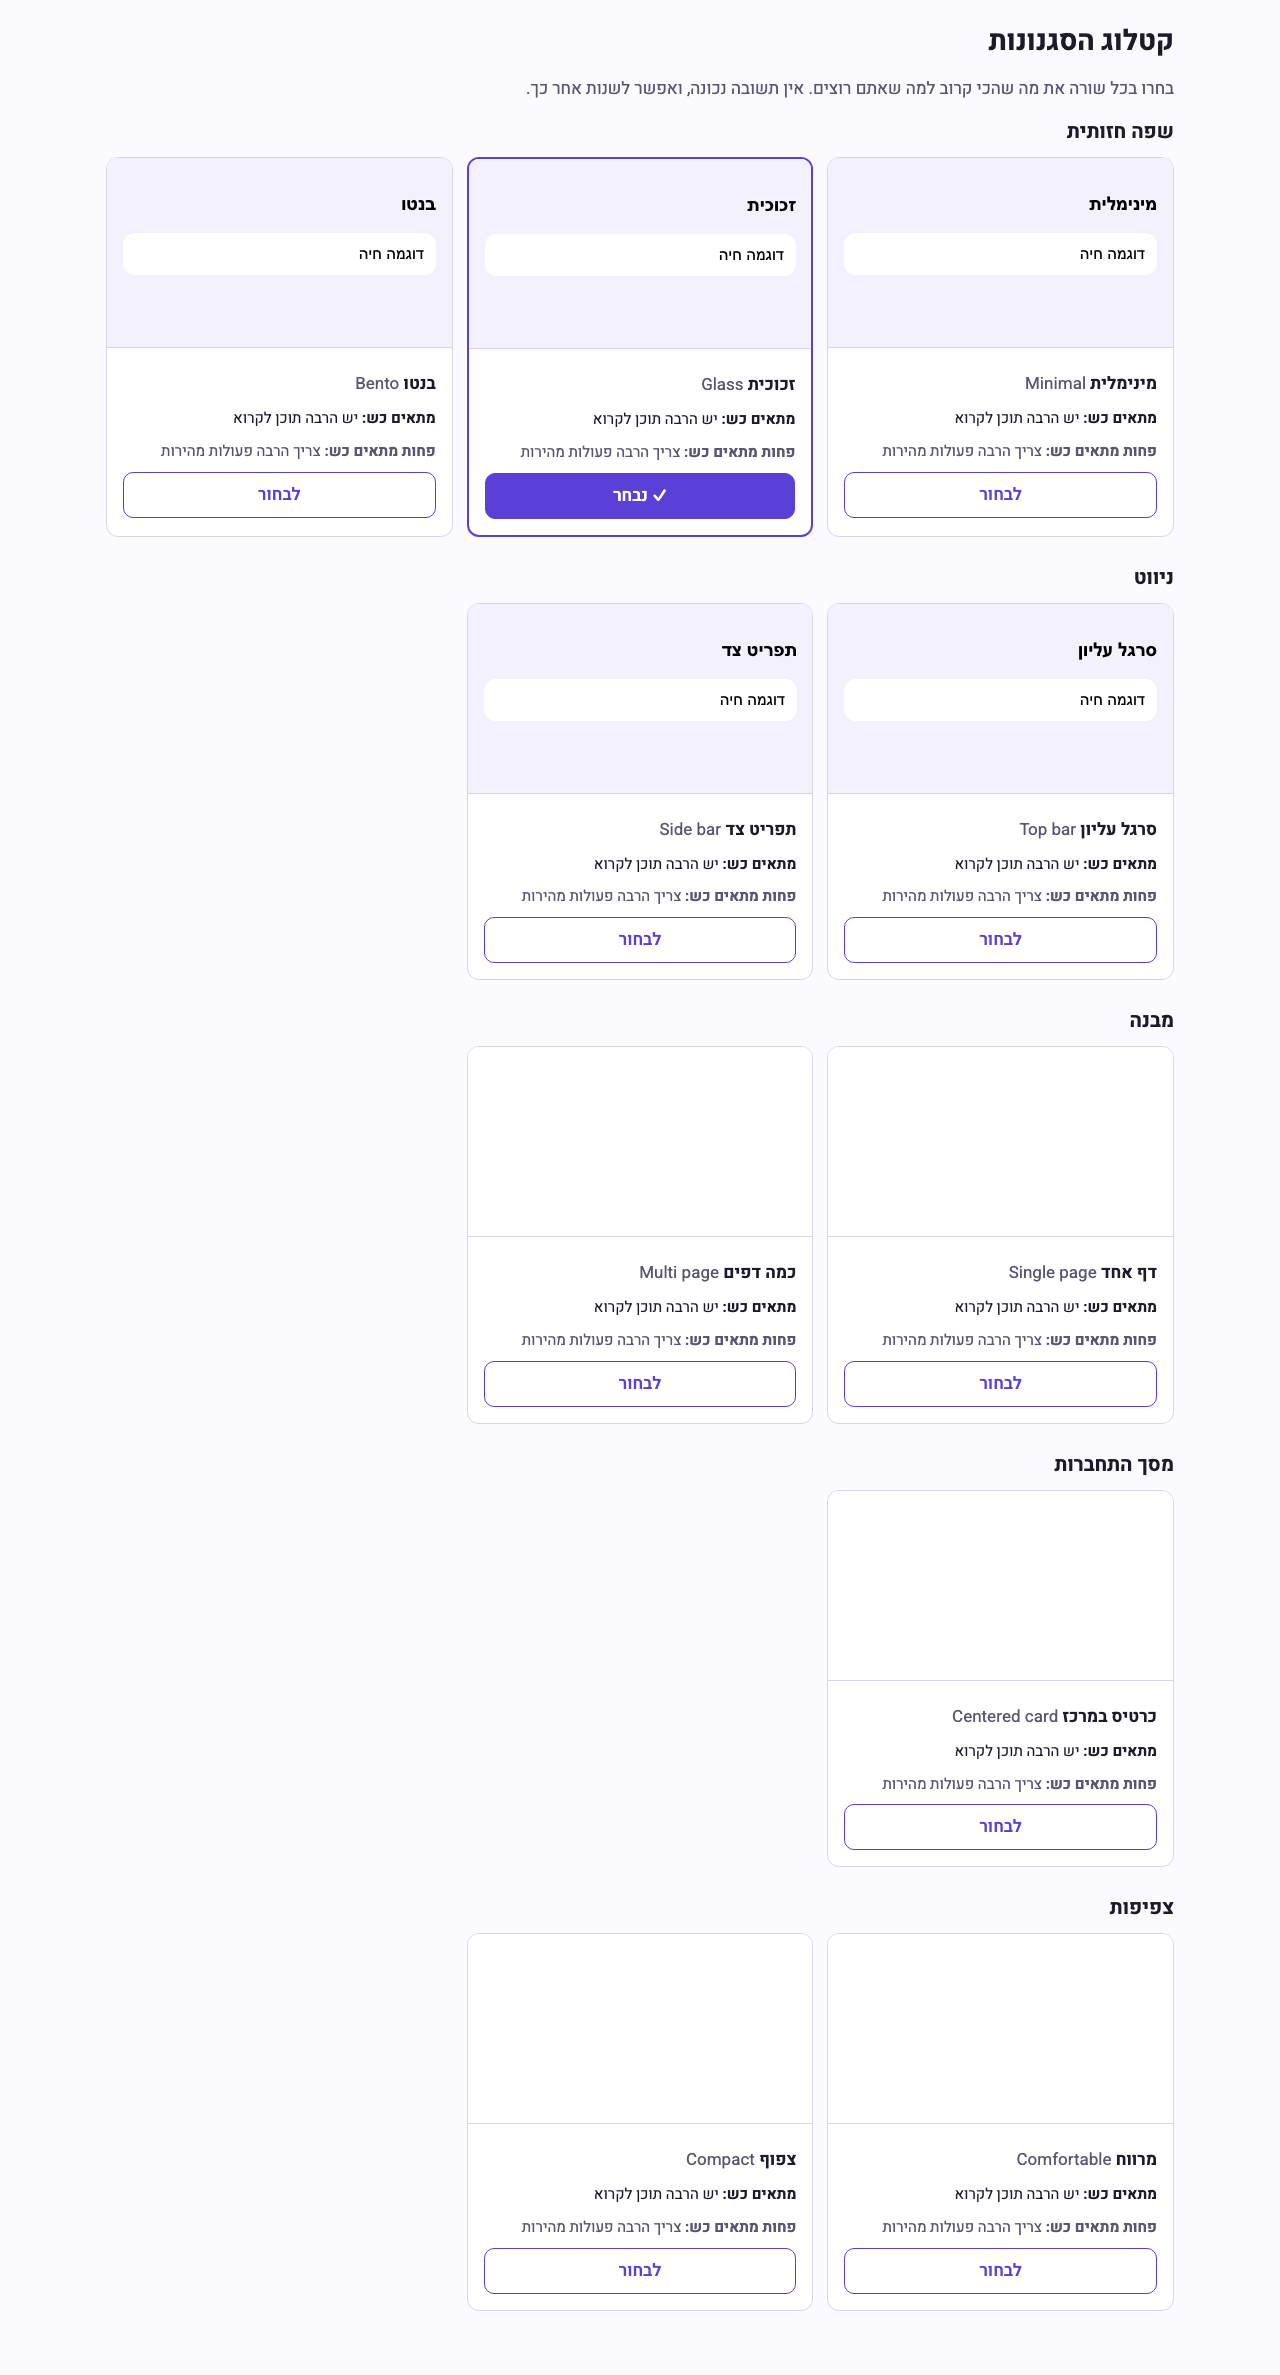 קטלוג הסגנונות
בחרו בכל שורה את מה שהכי קרוב למה שאתם רוצים. אין תשובה נכונה, ואפשר לשנות אחר כך.
שפה חזותית
מינימלית
דוגמה חיה
מינימלית Minimal
מתאים כש: יש הרבה תוכן לקרוא
פחות מתאים כש: צריך הרבה פעולות מהירות
לבחור
זכוכית
דוגמה חיה
זכוכית Glass
מתאים כש: יש הרבה תוכן לקרוא
פחות מתאים כש: צריך הרבה פעולות מהירות
✓ נבחר
בנטו
דוגמה חיה
בנטו Bento
מתאים כש: יש הרבה תוכן לקרוא
פחות מתאים כש: צריך הרבה פעולות מהירות
לבחור
ניווט
סרגל עליון
דוגמה חיה
סרגל עליון Top bar
מתאים כש: יש הרבה תוכן לקרוא
פחות מתאים כש: צריך הרבה פעולות מהירות
לבחור
תפריט צד
דוגמה חיה
תפריט צד Side bar
מתאים כש: יש הרבה תוכן לקרוא
פחות מתאים כש: צריך הרבה פעולות מהירות
לבחור
מבנה
דף אחד Single page
מתאים כש: יש הרבה תוכן לקרוא
פחות מתאים כש: צריך הרבה פעולות מהירות
לבחור
כמה דפים Multi page
מתאים כש: יש הרבה תוכן לקרוא
פחות מתאים כש: צריך הרבה פעולות מהירות
לבחור
מסך התחברות
כרטיס במרכז Centered card
מתאים כש: יש הרבה תוכן לקרוא
פחות מתאים כש: צריך הרבה פעולות מהירות
לבחור
צפיפות
מרווח Comfortable
מתאים כש: יש הרבה תוכן לקרוא
פחות מתאים כש: צריך הרבה פעולות מהירות
לבחור
צפוף Compact
מתאים כש: יש הרבה תוכן לקרוא
פחות מתאים כש: צריך הרבה פעולות מהירות
לבחור